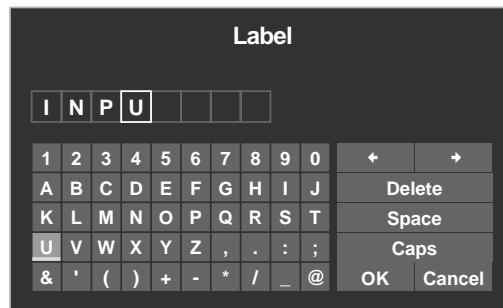 Label
I N P U
1 2 3 4 5 6 7 8 9 0 🡸 🡺
A B C D E F G H I J Delete
K L M N O P Q R S T Space
U V W X Y Z , . : ; Caps
& ' ( ) + - * / _ @ OK Cancel